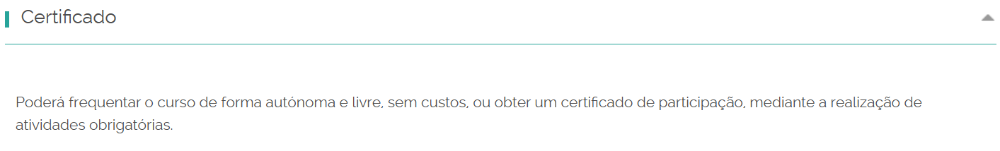 Certificado
Poderá frequentar o curso de forma autónoma e livre, sem custos, ou obter um certificado de participação, mediante a realização de
atividades obrigatórias.